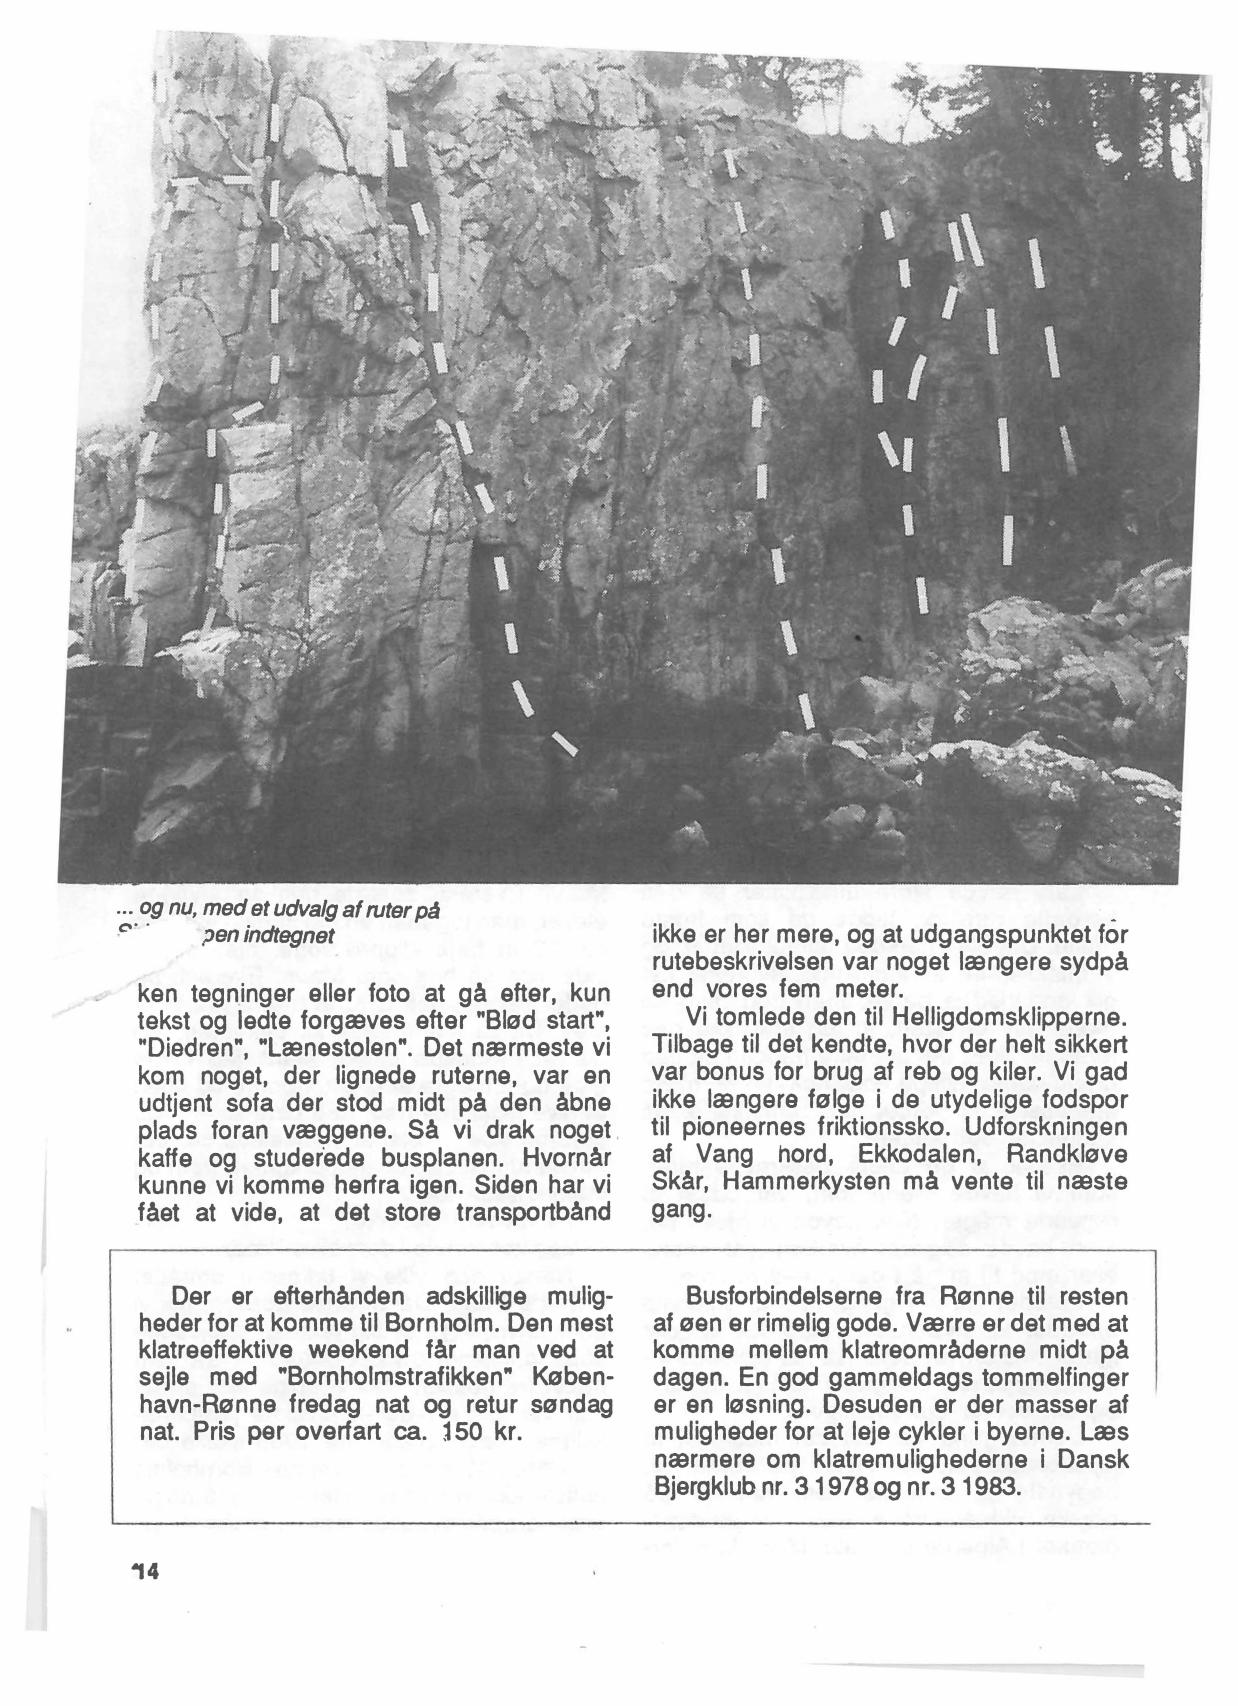 ... og nu, med et udvalg af ruter på
pen indtegnet
ken tegninger eller foto at gå efter, kun
tekst og ledte forgæves efter "Blød start",
"Diedren", "Lænestolen". Det nærmeste vi
kom noget, der lignede ruterne, var en
udtjent sofa der stod midt på den åbne
plads foran væggene. Så vi drak noget
kaffe og studerede busplanen. Hvornår
kunne vi komme herfra igen. Siden har vi
fået at vide, at det store transportbånd
ikke er her mere, og at udgangspunktet for
rutebeskrivelsen var noget længere sydpå
end vores fem meter.
Vi tomlede den til Helligdomsklipperne.
Tilbage til det kendte, hvor der helt sikkert
var bonus for brug af reb og kiler. Vi gad
ikke længere følge i de utydelige fodspor
til pioneernes friktionssko. Udforskningen
af Vang nord, Ekkodalen, Randkløve
Skår, Hammerkysten må vente til næste
gang.
Der er efterhånden adskillige mulig-
heder for at komme til Bornholm. Den mest
klatreeffektive weekend får man ved at
sejle med "Bornholmstrafikken" Køben-
havn-Rønne fredag nat og retur søndag
nat. Pris per overfart ca. 150 kr.
Busforbindelserne fra Rønne til resten
af øen er rimelig gode. Værre er det med at
komme mellem klatreområderne midt på
dagen. En god gammeldags tommelfinger
er en løsning. Desuden er der masser af
muligheder for at leje cykler i byerne. Læs
nærmere om klatremulighederne i Dansk
Bjergklub nr. 3 1978 og nr. 3 1983.
14